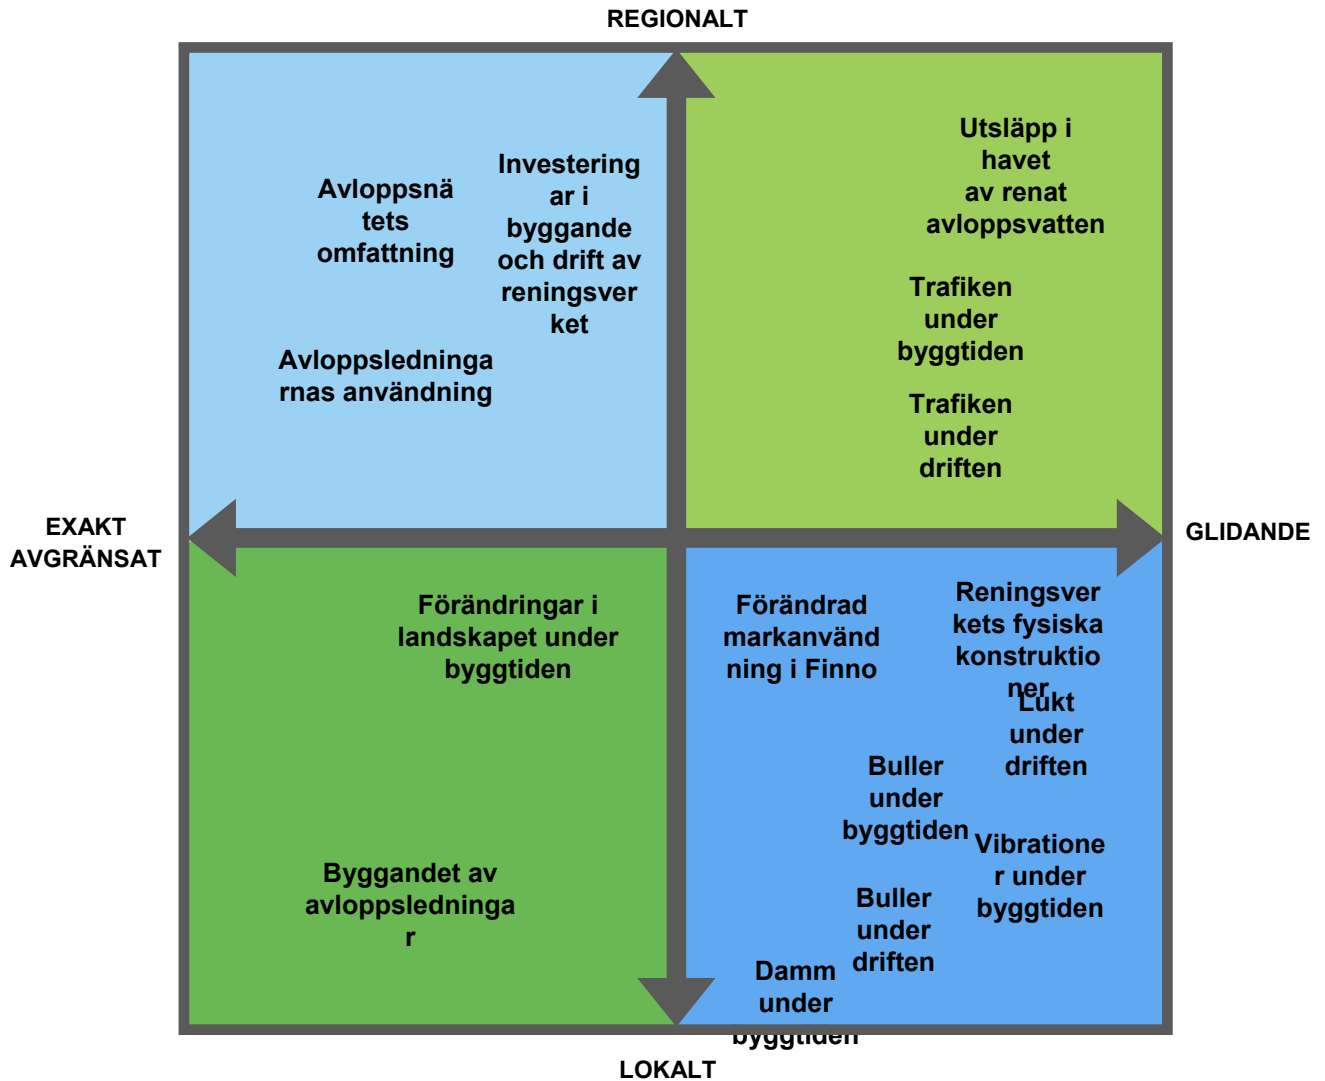 REGIONALT
Avloppsnä
tets
omfattning
Investering
ar i
byggande
och drift av
reningsver
ket
Avloppsledninga
rnas användning
Utsläpp i
havet
av renat
avloppsvatten
Trafiken
under
byggtiden
Trafiken
under
driften
EXAKT
AVGRÄNSAT
GLIDANDE
Förändringar i
landskapet under
byggtiden
Byggandet av
avloppsledninga
r
Förändrad
markanvänd
ning i Finno
Reningsver
kets fysiska
konstruktio
ner
Lukt
under
driften
Buller
under
byggtiden
Vibratione
r under
byggtiden
Buller
under
driften
Damm
under
byggtiden
LOKALT